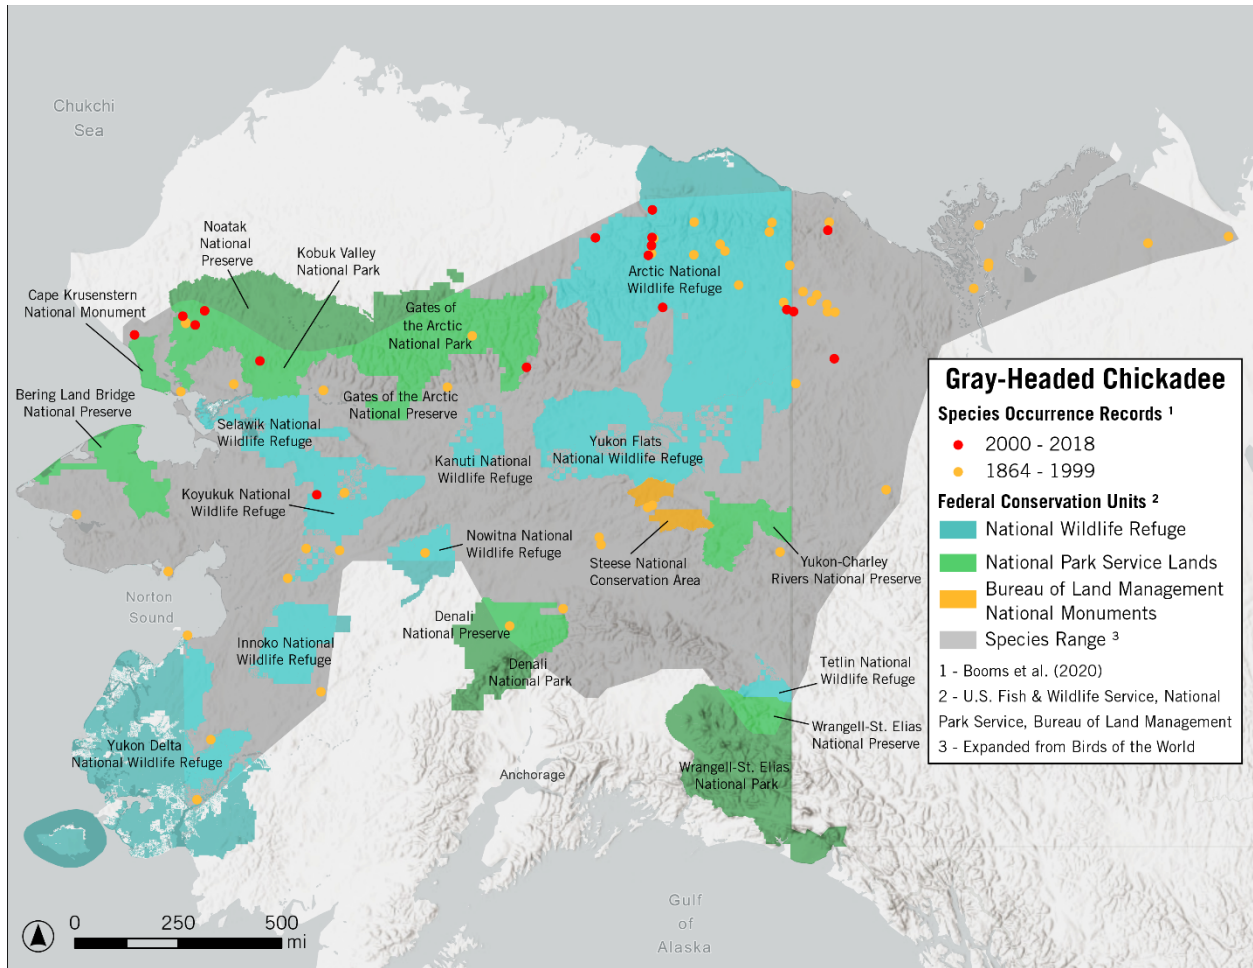 Chukchi
Sea
Noatak
National
Preserve
Kobuk Valley
National Park
Cape Krusenstern
National Monument
Gates of
the Arctic
National Park
Arctic National
Wildlife Refuge
Bering Land Bridge
National Preserve
Gates of the Arctic
National Preserve
Selawik National
Wildlife Refuge
Kanuti National
Wildlife Refuge
Yukon Flats
National Wildlife Refuge
Koyukuk National
Wildlife Refuge
Nowitna National
Wildlife Refuge
Steese National
Conservation Area
Yukon-Charley
Rivers National Preserve
Norton
Sound
Denali
National Preserve
Innoko National
Wildlife Refuge
Denali
National Park
Tetlin National
Wildlife Refuge
Wrangell-St. Elias
National Preserve
Yukon Delta
National Wildlife Refuge
Wrangell-St. Elias
National Park
Anchorage
Gulf
of
Alaska
0 250 500
mi
Gray-Headed Chickadee
Species Occurrence Records 1
2000 - 2018
1864 - 1999
Federal Conservation Units 2
National Wildlife Refuge
National Park Service Lands
Bureau of Land Management
National Monuments
Species Range 3
1 - Booms et al. (2020)
2 - U.S. Fish & Wildlife Service, National
Park Service, Bureau of Land Management
3 - Expanded from Birds of the World